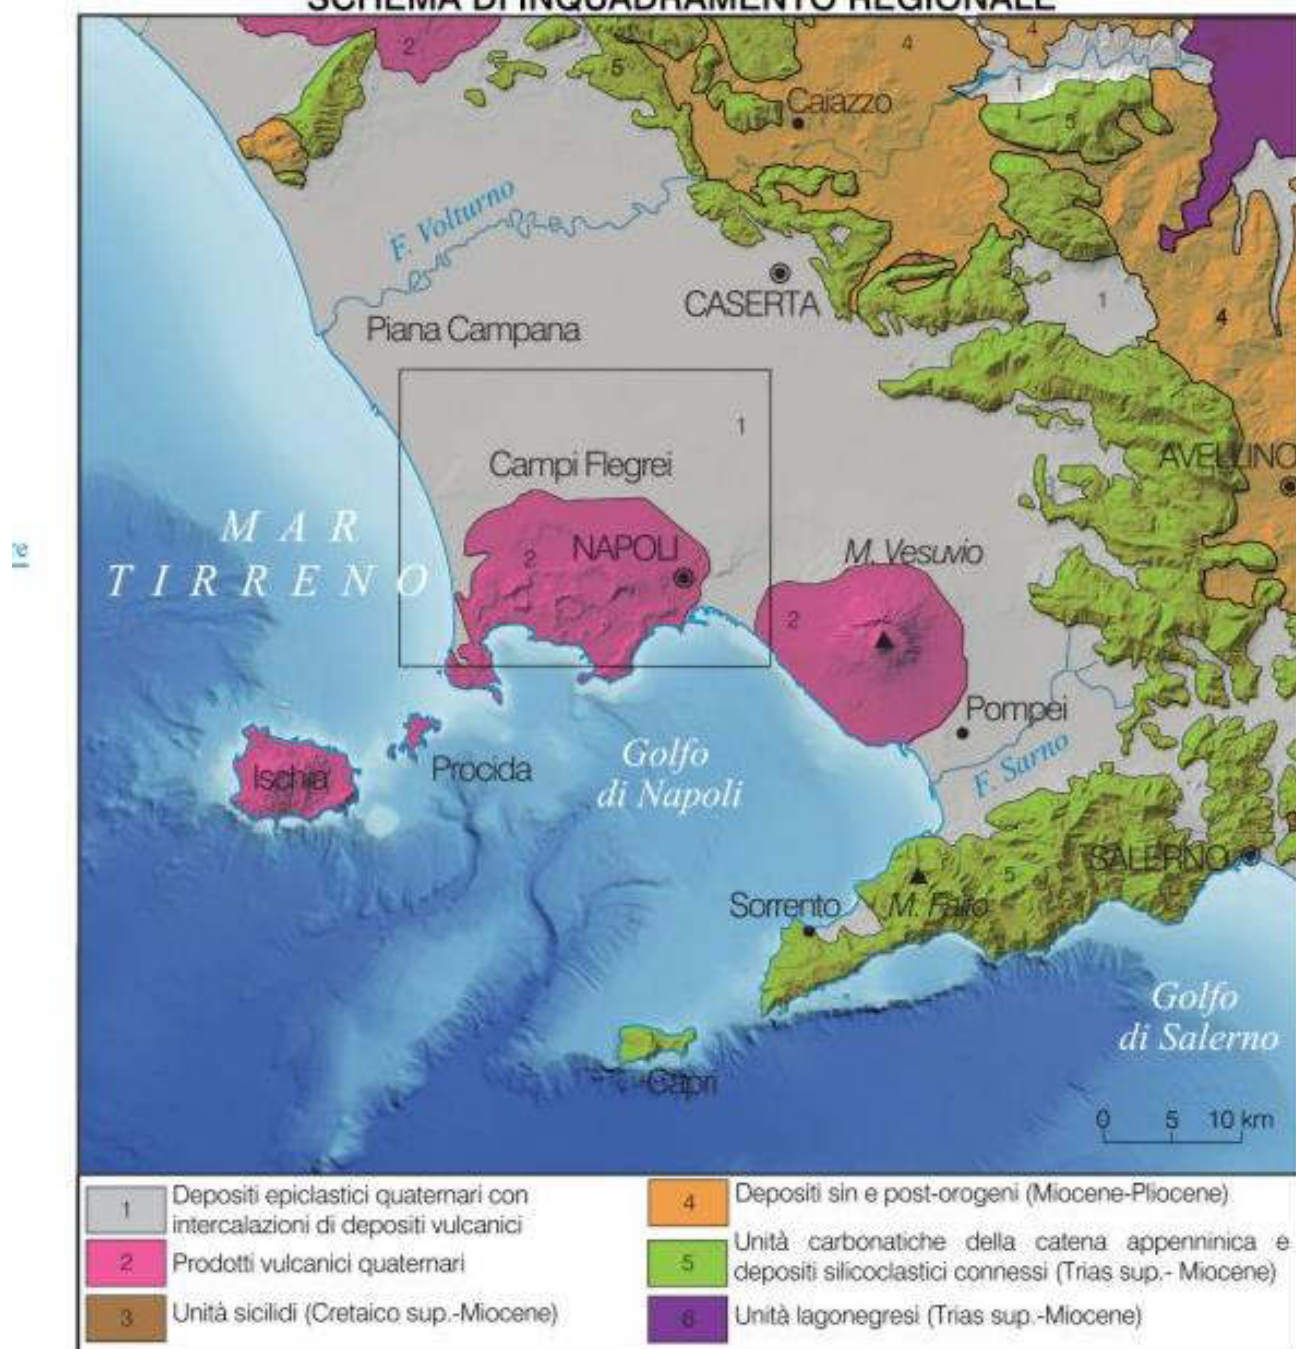 SCHEMA DI INQUADRAMENTO REGIONALE
2
4
4
5
1
Caiazzo
5
F. Volturno
CASERTA
1
4
Piana Campana
1
Campi Flegrei
AVELLINO
MAR
TIRRENO
2
NAPOLI
M. Vesuvio
2
Pompei
Golfo
di Napoli
F. Sarno
Ischia
Procida
SALERNO
5
Sorrento
M. Faito
Golfo
di Salerno
Capri
0 5 10 km
1 Depositi epiclastici quaternari con
intercalazioni di depositi vulcanici
2 Prodotti vulcanici quaternari
3 Unità sicilidi (Cretaico sup.-Miocene)
4 Depositi sin e post-orogeni (Miocene-Pliocene)
5 Unità carbonatiche della catena appenninica e
depositi silicoclastici connessi (Trias sup.- Miocene)
6 Unità lagonegresi (Trias sup.-Miocene)